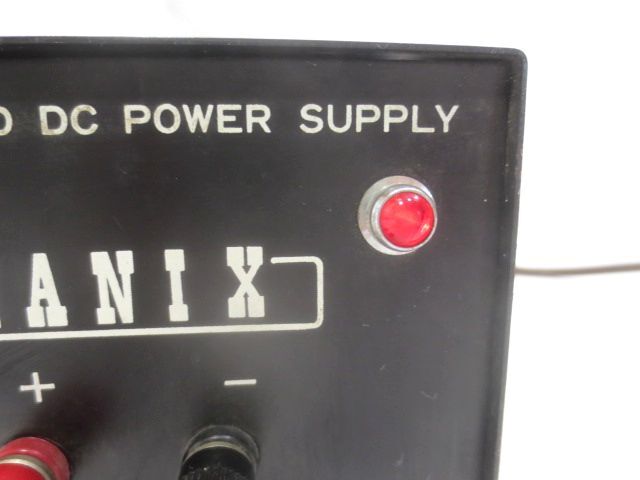 DC POWER SUPPLY
ANIX
+ −